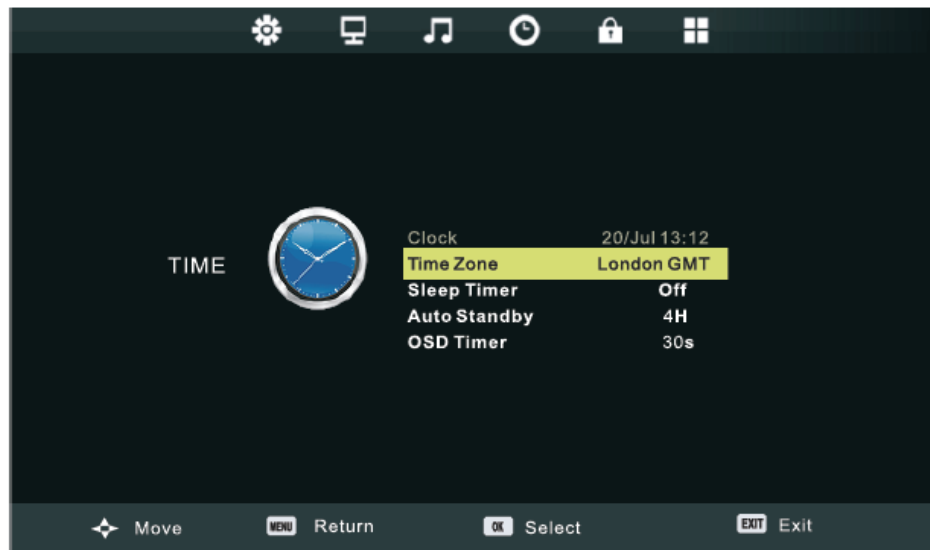 Clock 20/Jul 13:12
TIME Time Zone London GMT
Sleep Timer Off
Auto Standby 4H
OSD Timer 30s
Move MENU Return OK Select EXIT Exit